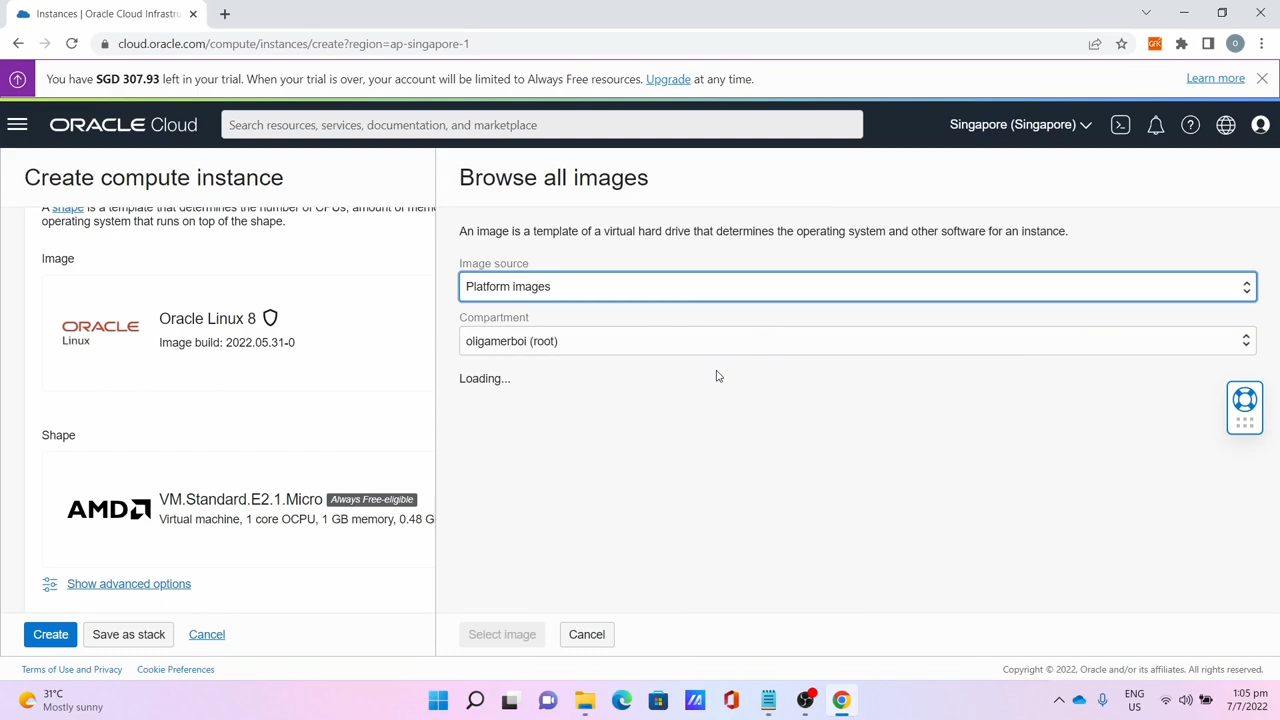 Instances | Oracle Cloud Infrastru
cloud.oracle.com/compute/instances/create?region=ap-singapore-1
GFK
O
You have SGD 307.93 left in your trial. When your trial is over, your account will be limited to Always Free resources. Upgrade at any time.
Learn more
ORACLE Cloud
Search resources, services, documentation, and marketplace
Singapore (Singapore)
Create compute instance
A shape is a template that determines the number of CPUs, amount of mem
operating system that runs on top of the shape.
Image
ORACLE
Linux
Oracle Linux 8
Image build: 2022.05.31-0
Shape
AMD
VM.Standard.E2.1.Micro
Always Free-eligible
Virtual machine, 1 core OCPU, 1 GB memory, 0.48 G
Show advanced options
Create
Save as stack
Cancel
Browse all images
An image is a template of a virtual hard drive that determines the operating system and other software for an instance.
Image source
Platform images
Compartment
oligamerboi (root)
Loading...
Select image
Cancel
Terms of Use and Privacy
Cookie Preferences
Copyright © 2022, Oracle and/or its affiliates. All rights reserved.
31°C
Mostly sunny
ENG
US
1:05 pm
7/7/2022